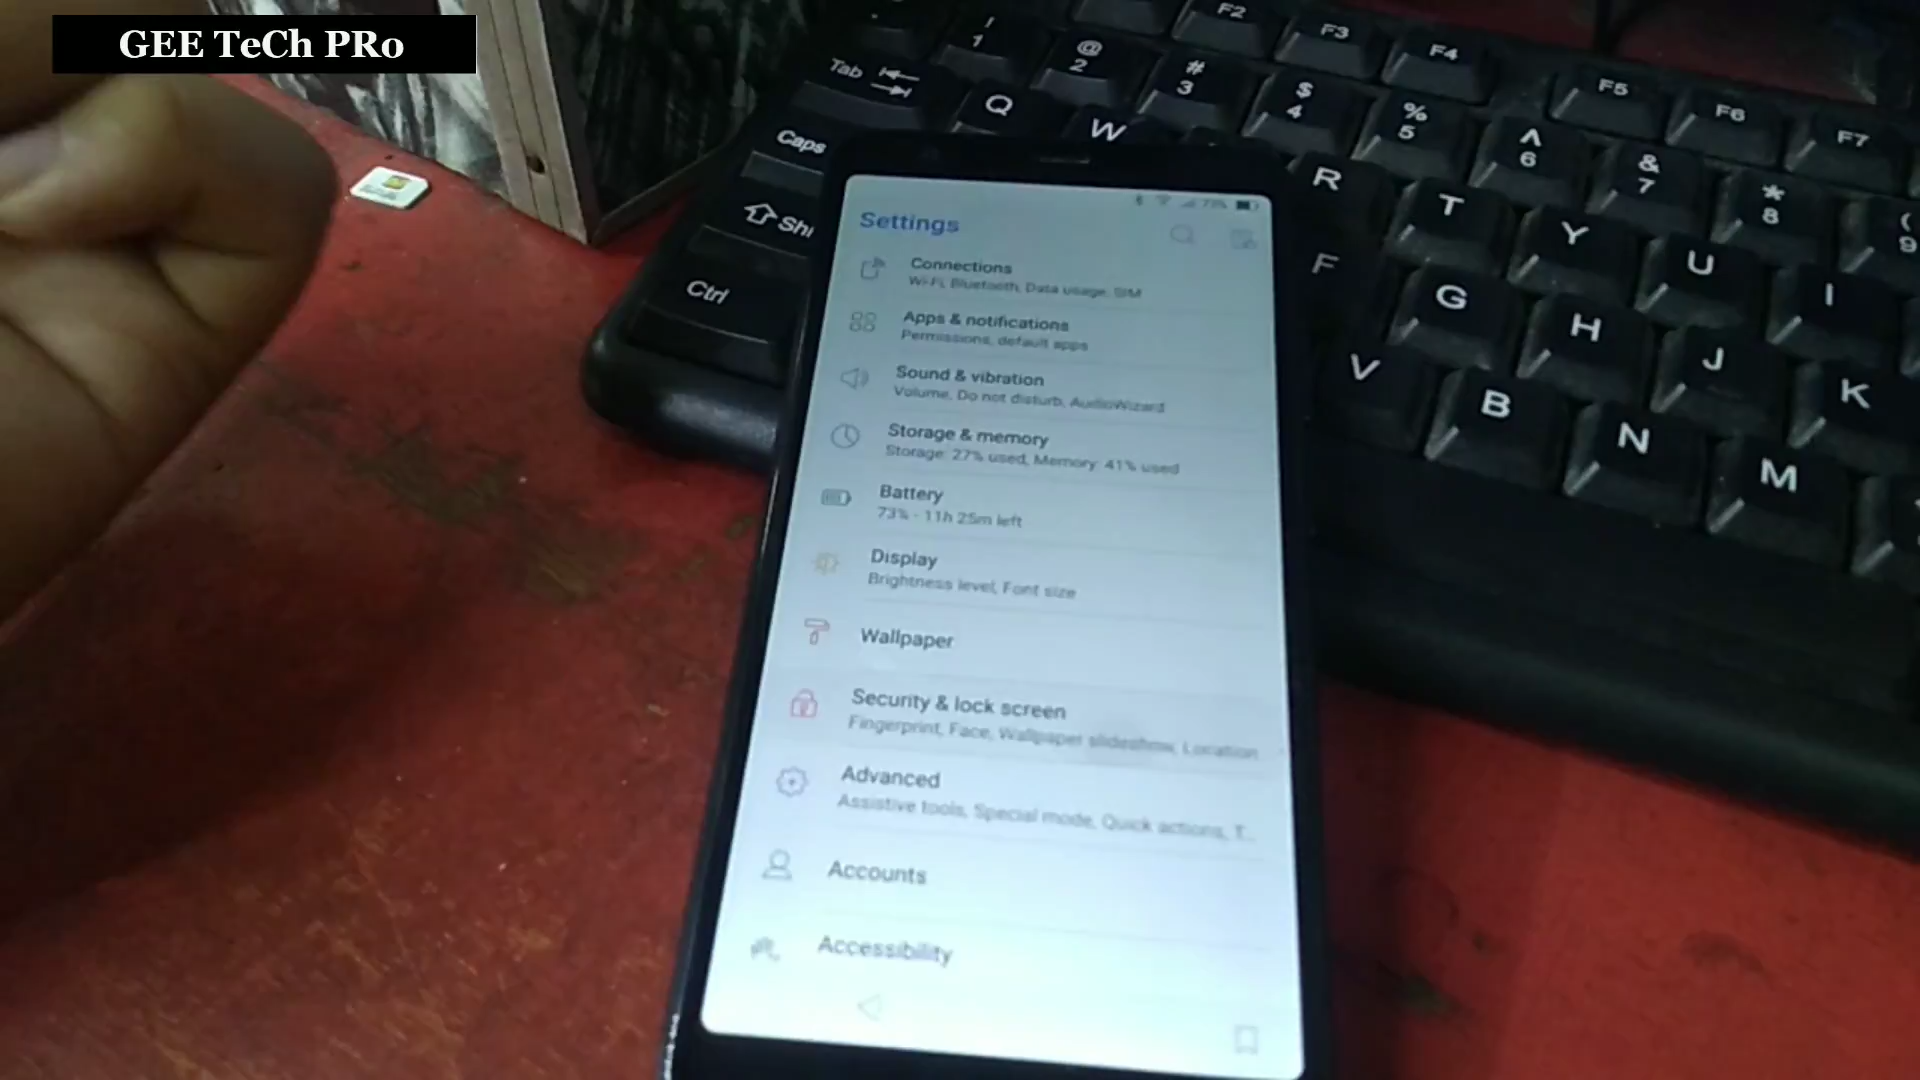 GEE TeCh PRo
! 1
@ 2
# 3
$ 4
% 5
^ 6
& 7
* 8
( 9
F2
F3
F4
F5
F6
F7
Tab
Q
W
R
T
Y
U
I
Caps
F
G
H
J
K
Shi
V
B
N
M
Ctrl
73%
Settings
Connections
Wi-Fi, Bluetooth, Data usage, SIM
Apps & notifications
Permissions, default apps
Sound & vibration
Volume, Do not disturb, AudioWizard
Storage & memory
Storage: 27% used, Memory: 41% used
Battery
73% - 11h 25m left
Display
Brightness level, Font size
Wallpaper
Security & lock screen
Fingerprint, Face, Wallpaper slideshow, Location
Advanced
Assistive tools, Special mode, Quick actions, T...
Accounts
Accessibility